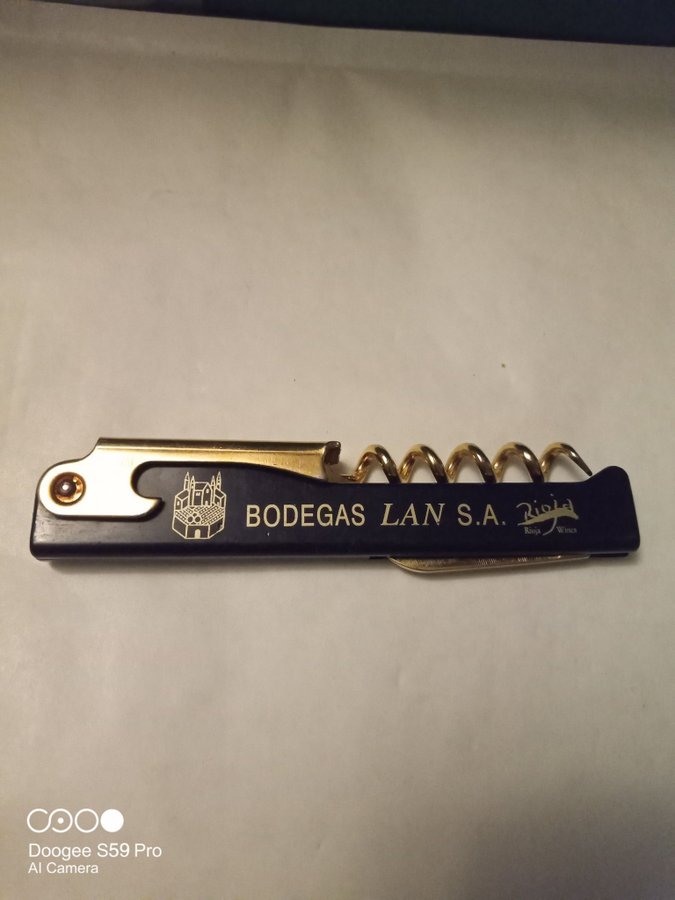 BODEGAS LAN S.A.
Rioja
Rioja Wines
Doogee S59 Pro
AI Camera